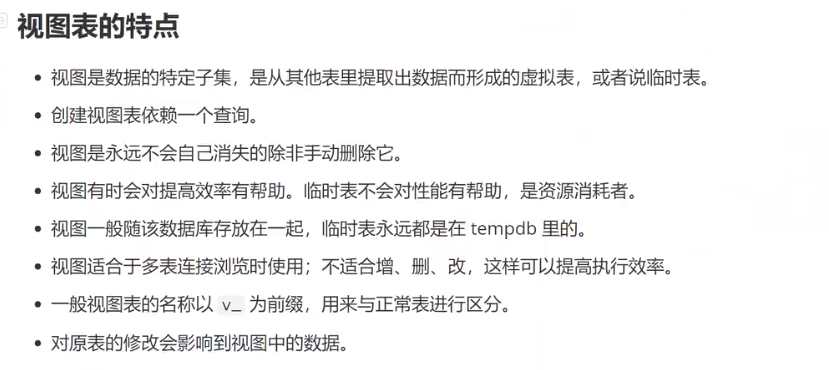 视图表的特点
视图是数据的特定子集，是从其他表里提取出数据而形成的虚拟表，或者说临时表。
创建视图表依赖一个查询。
视图是永远不会自己消失的除非手动删除它。
视图有时会对提高效率有帮助。临时表不会对性能有帮助，是资源消耗者。
视图一般随该数据库存放在一起，临时表永远都是在 tempdb 里的。
视图适合于多表连接浏览时使用；不适合增、删、改，这样可以提高执行效率。
一般视图表的名称以 v_ 为前缀，用来与正常表进行区分。
对原表的修改会影响到视图中的数据。